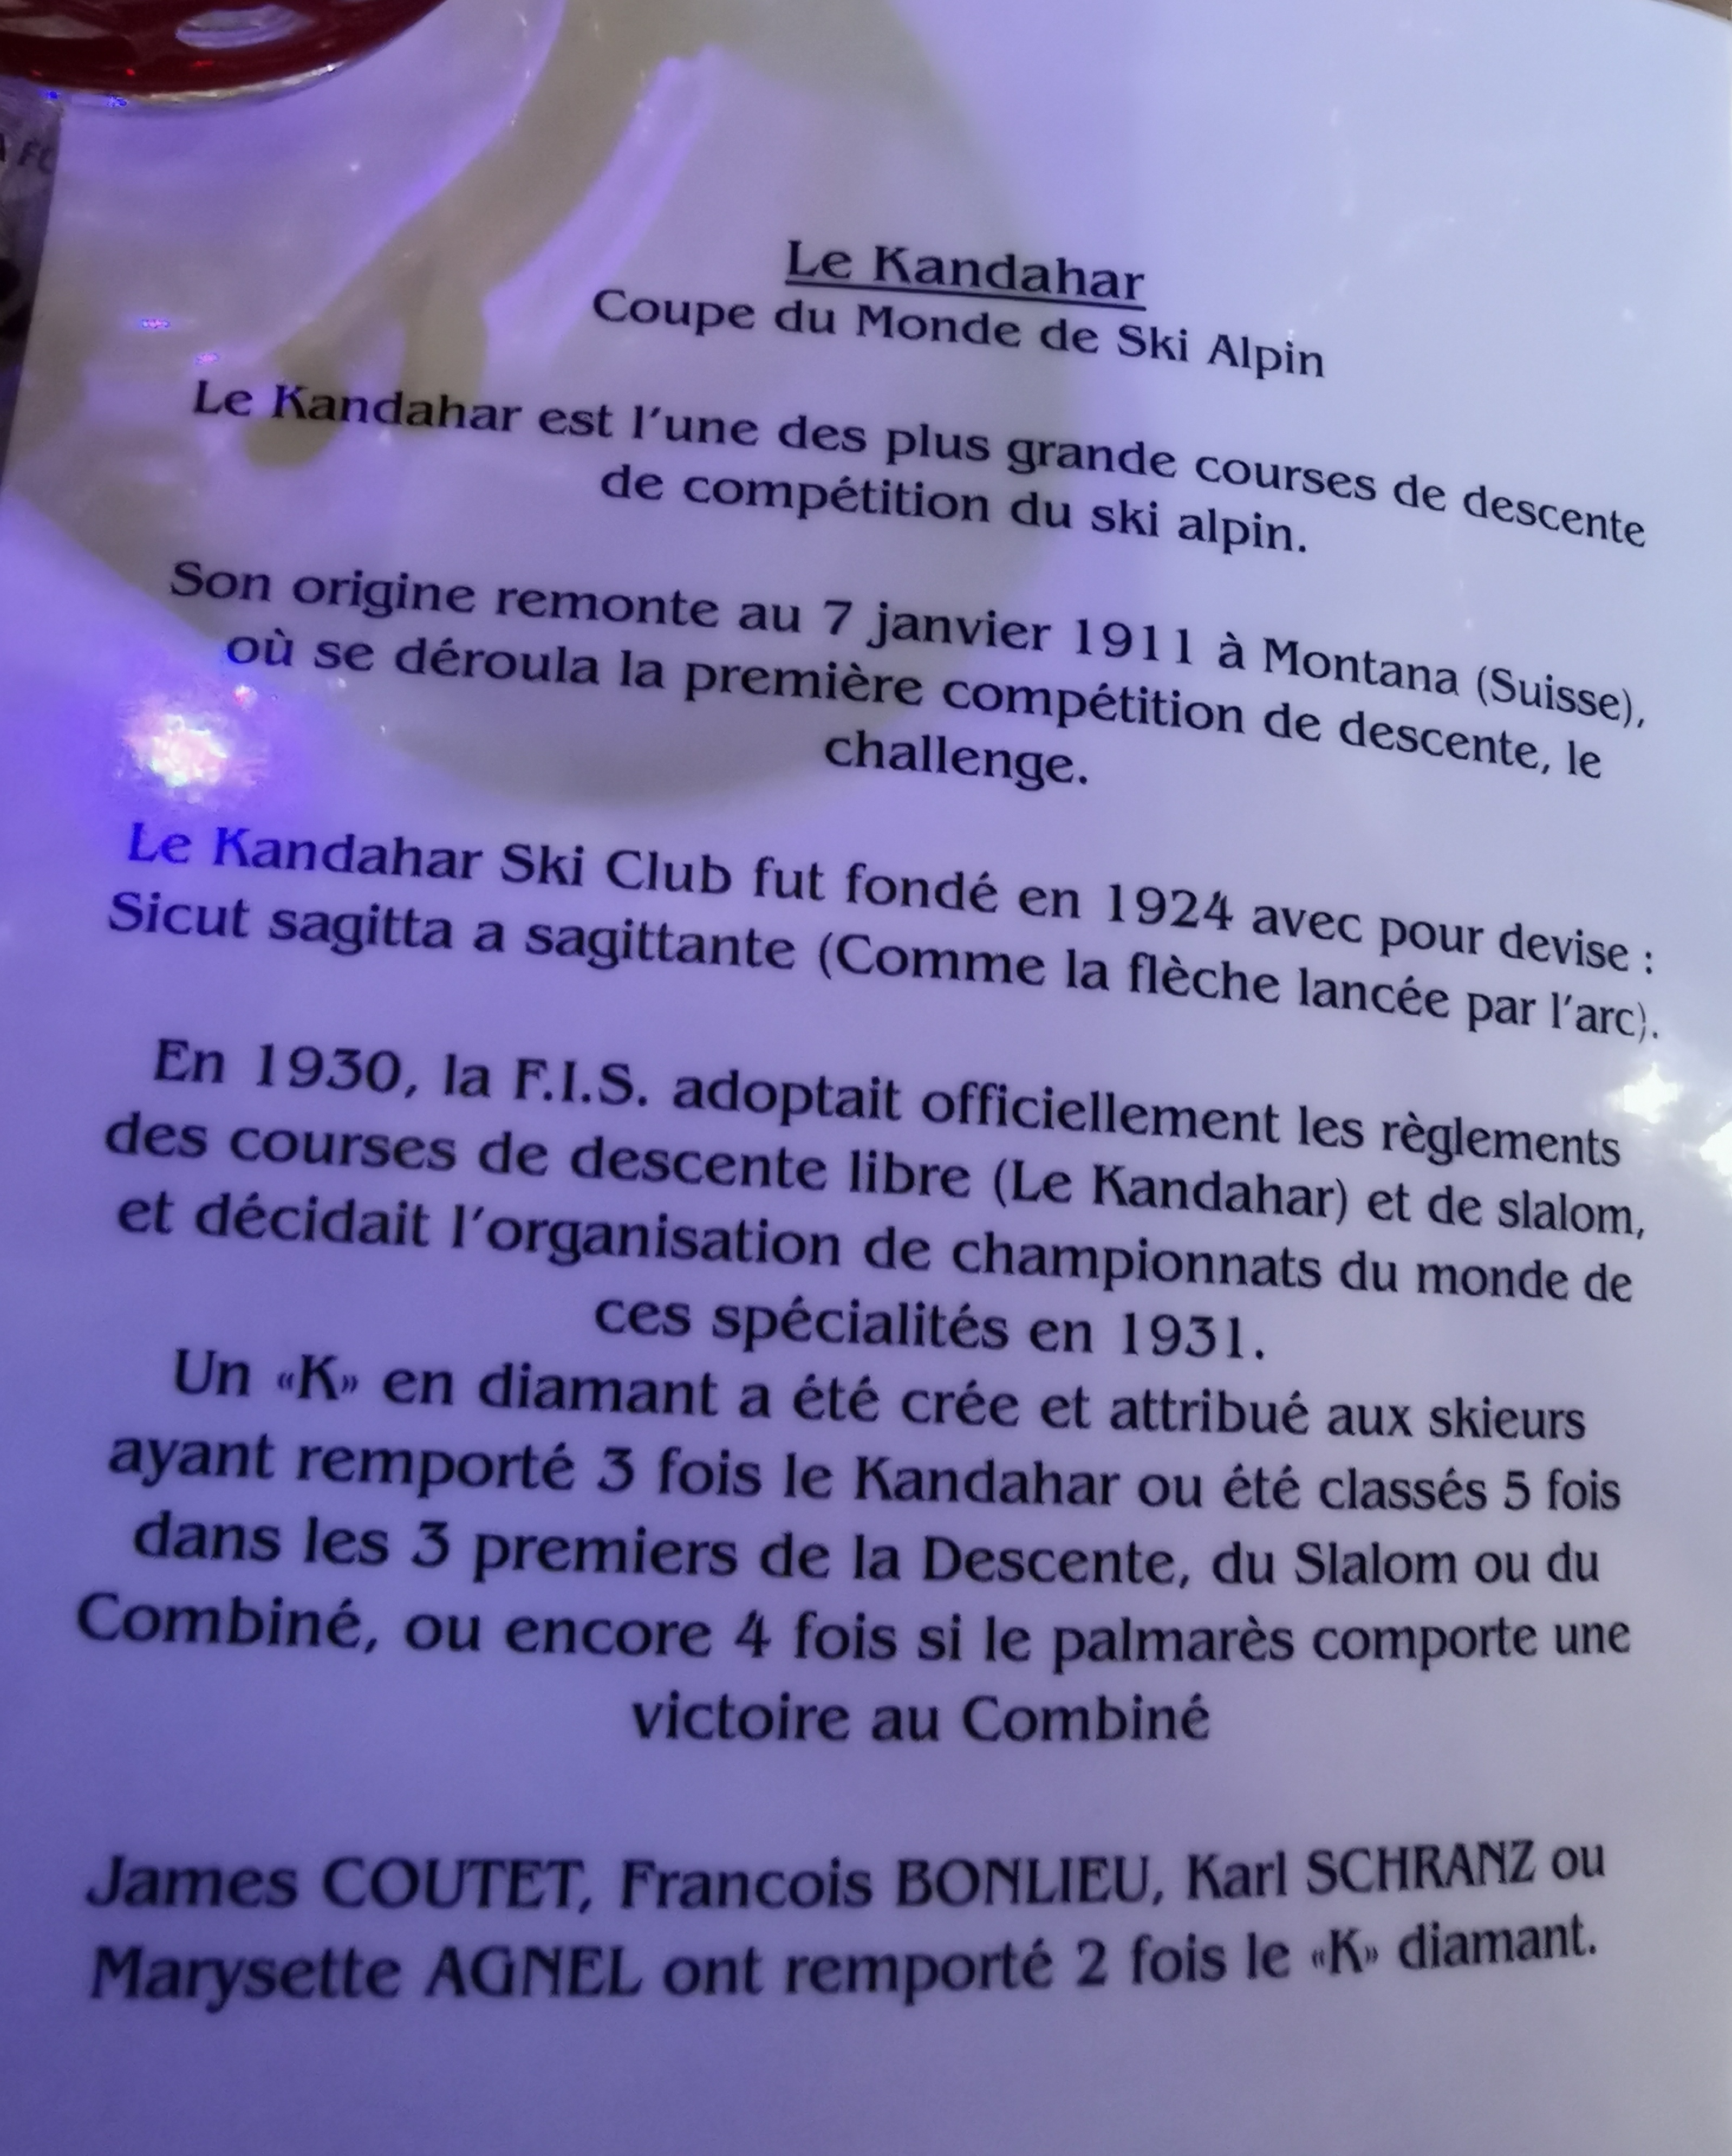 Le Kandahar
Coupe du Monde de Ski Alpin
Le Kandahar est l'une des plus grande courses de descente
de compétition du ski alpin.
Son origine remonte au 7 janvier 1911 à Montana (Suisse),
où se déroula la première compétition de descente, le
challenge.
Le Kandahar Ski Club fut fondé en 1924 avec pour devise :
Sicut sagitta a sagittante (Comme la flèche lancée par l'arc).
En 1930, la F.I.S. adoptait officiellement les règlements
des courses de descente libre (Le Kandahar) et de slalom,
et décidait l'organisation de championnats du monde de
ces spécialités en 1931.
Un «K» en diamant a été crée et attribué aux skieurs
ayant remporté 3 fois le Kandahar ou été classés 5 fois
dans les 3 premiers de la Descente, du Slalom ou du
Combiné, ou encore 4 fois si le palmarès comporte une
victoire au Combiné
James COUTET, Francois BONLIEU, Karl SCHRANZ ou
Marysette AGNEL ont remporté 2 fois le «K» diamant.